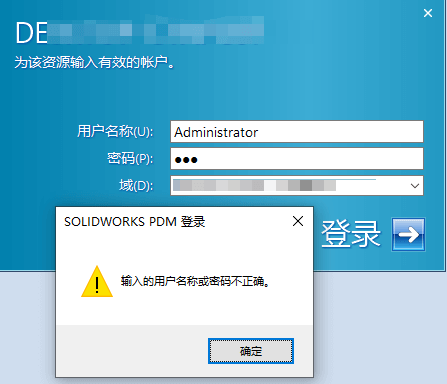 DE
为该资源输入有效的帐户。
用户名称(U):
Administrator
密码(P):
域(D):
登录
SOLIDWORKS PDM 登录
输入的用户名称或密码不正确。
确定